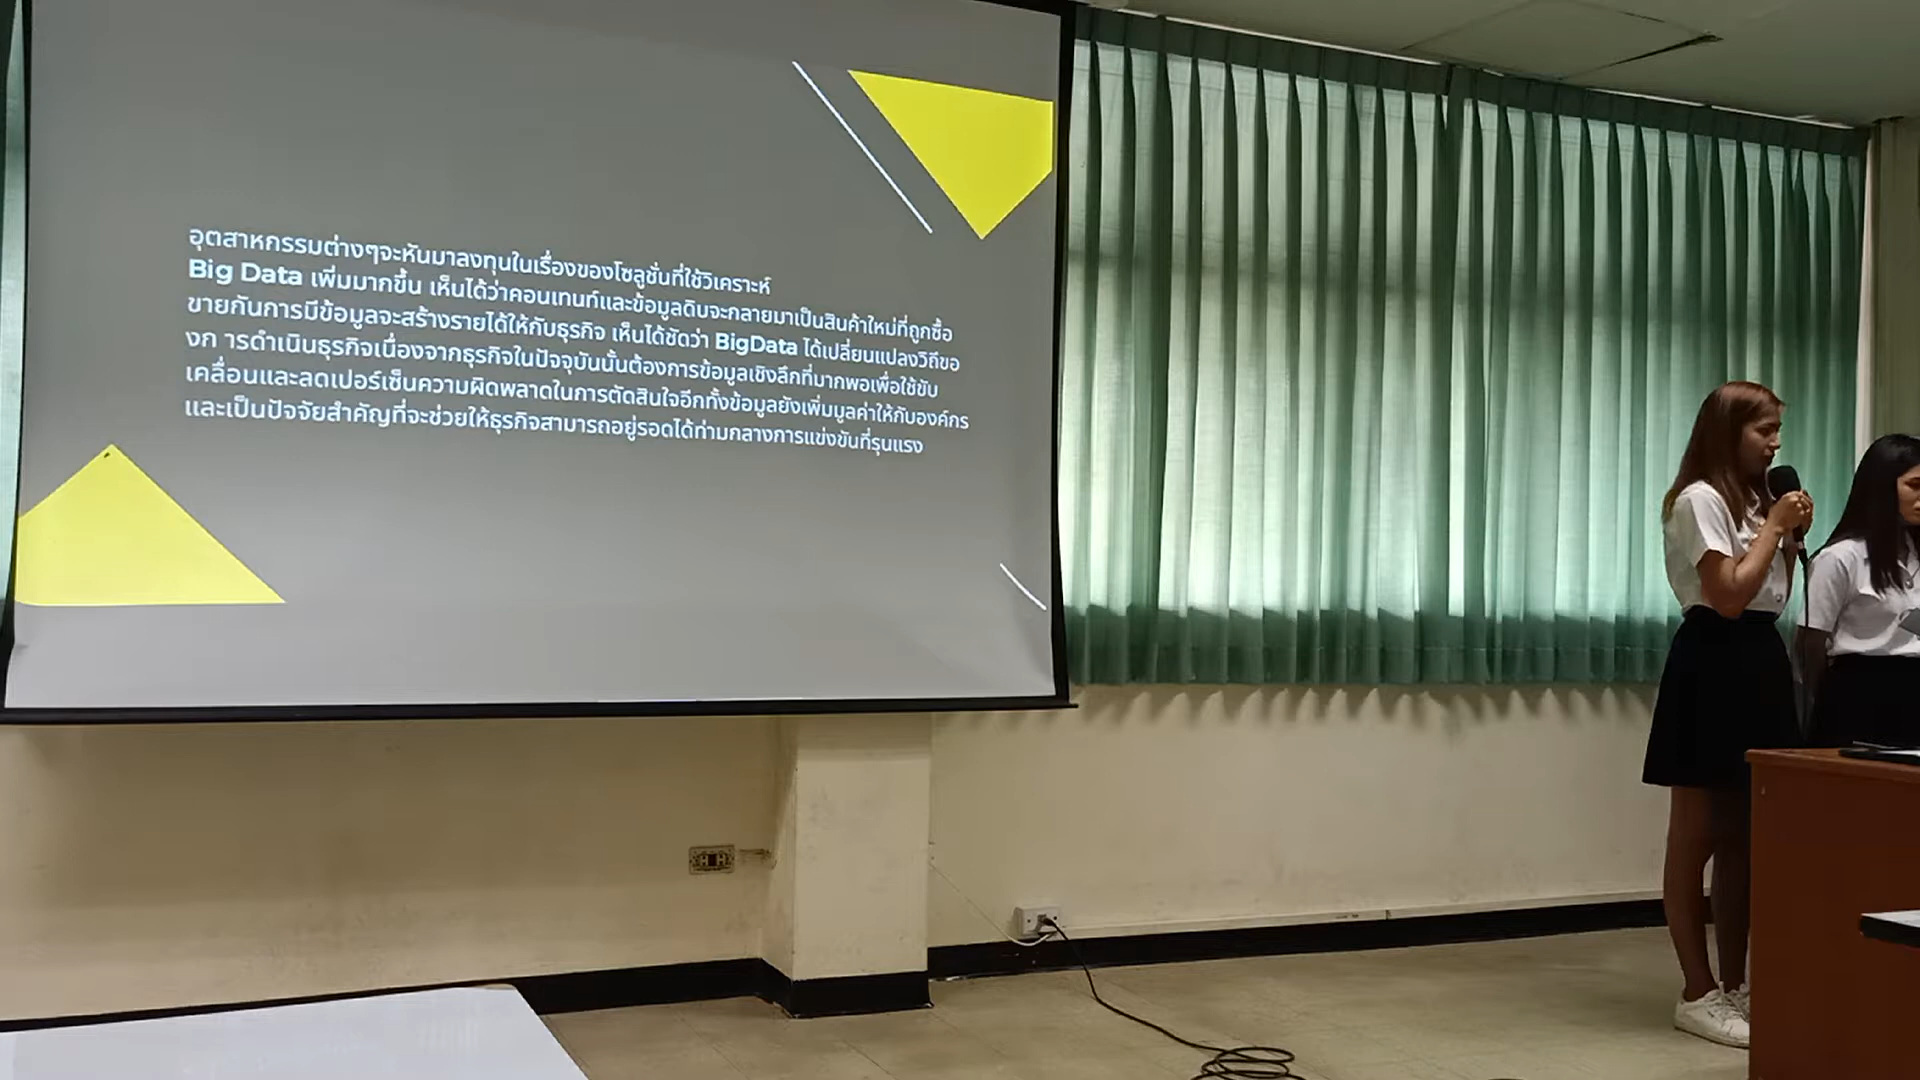 อุตสาหกรรมต่างๆจะหันมาลงทุนในเรื่องของโซลูชั่นที่ใช้วิเคราะห์
Big Data เพิ่มมากขึ้น เห็นได้ว่าคอนเทนท์และข้อมูลดิบจะกลายมาเป็นสินค้าใหม่ที่ถูกซื้อ
ขายกันการมีข้อมูลจะสร้างรายได้ให้กับธุรกิจ เห็นได้ชัดว่า BigData ได้เปลี่ยนแปลงวิถีขอ
งก ารดำเนินธุรกิจเนื่องจากธุรกิจในปัจจุบันนั้นต้องการข้อมูลเชิงลึกที่มากพอเพื่อใช้ขับ
เคลื่อนและลดเปอร์เซ็นความผิดพลาดในการตัดสินใจอีกทั้งข้อมูลยังเพิ่มมูลค่าให้กับองค์กร
และเป็นปัจจัยสำคัญที่จะช่วยให้ธุรกิจสามารถอยู่รอดได้ท่ามกลางการแข่งขันที่รุนแรง